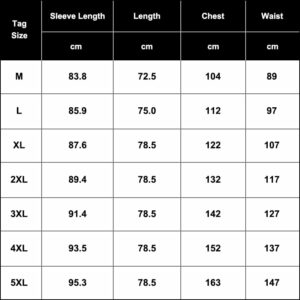 Tag Size Sleeve Length Length Chest Waist
cm cm cm cm
M 83.8 72.5 104 89
L 85.9 75.0 112 97
XL 87.6 78.5 122 107
2XL 89.4 78.5 132 117
3XL 91.4 78.5 142 127
4XL 93.5 78.5 152 137
5XL 95.3 78.5 163 147